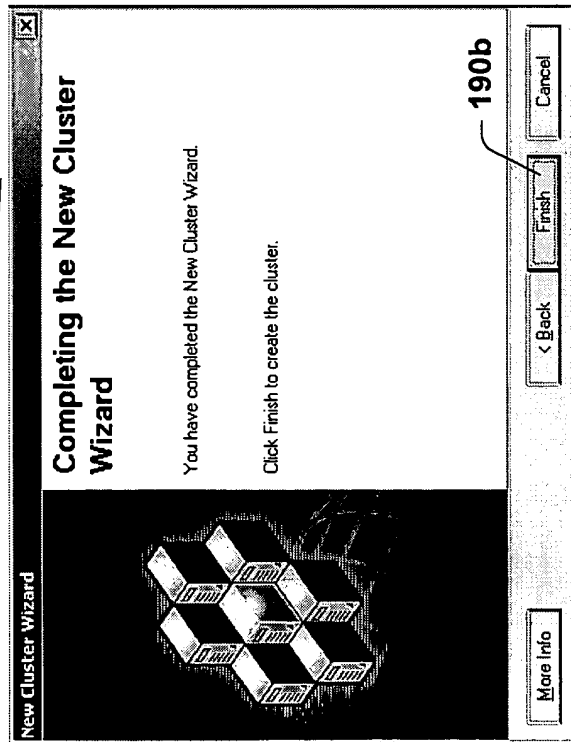 New Cluster Wizard
Completing the New Cluster
Wizard
You have completed the New Cluster Wizard.
Click Finish to create the cluster.
190b
More Info
< Back
Finish
Cancel